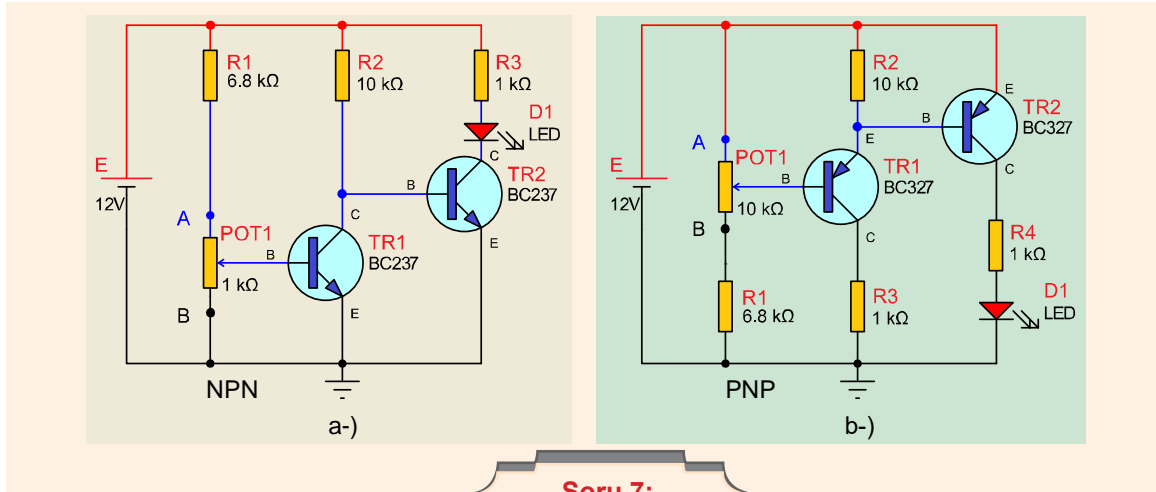 R1
6.8 kΩ
R2
10 kΩ
R3
1 kΩ
D1
LED
E
12V
A
POT1
1 kΩ
B
B
C
TR1
BC237
E
B
C
TR2
BC237
E
NPN
a-)
R2
10 kΩ
E
TR2
BC327
B
C
A
POT1
10 kΩ
B
E
12V
B
E
TR1
BC327
C
R4
1 kΩ
R1
6.8 kΩ
R3
1 kΩ
D1
LED
PNP
b-)
Soru 7: